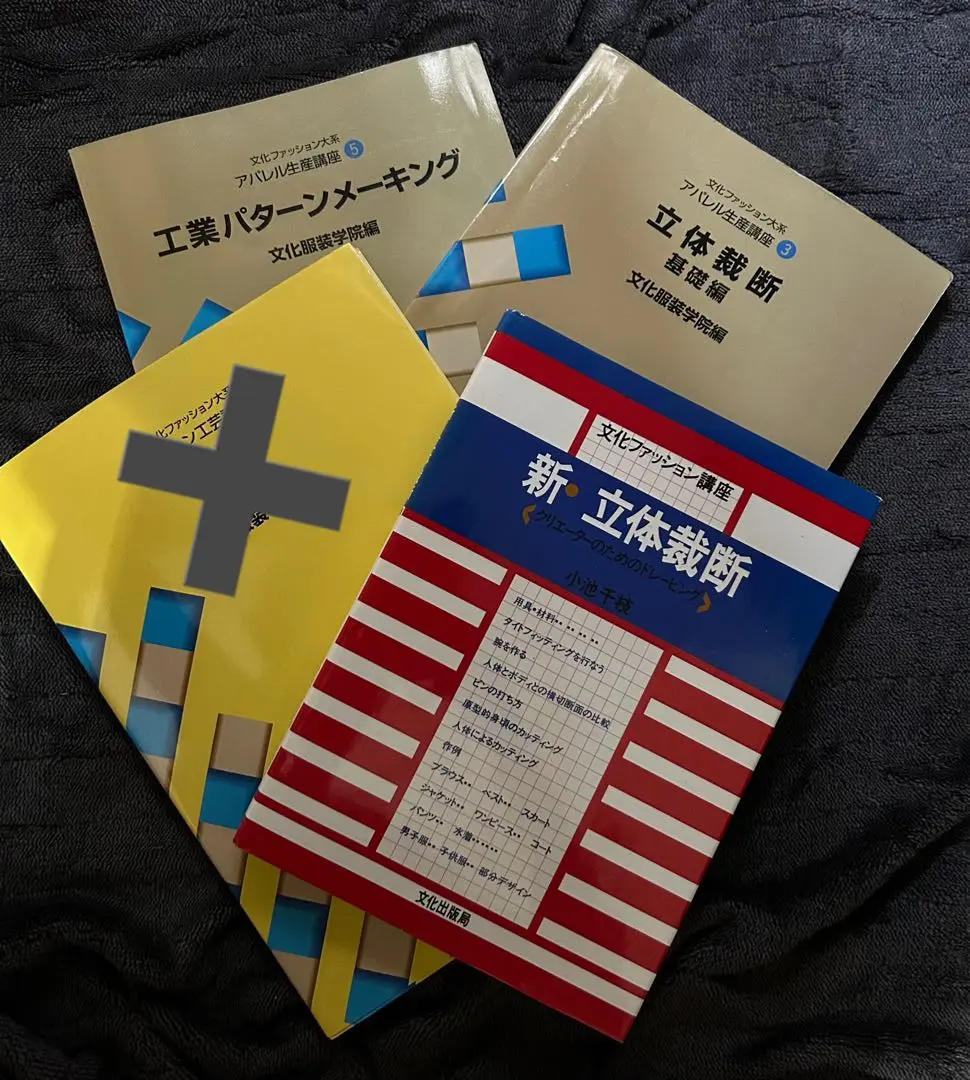 文化ファッション大系
アパレル生産講座 5
工業パターンメーキング
文化服装学院編
文化ファッション大系
アパレル生産講座 3
立体裁断
基礎編
文化服装学院編
化ファッション大系
ン工芸
文化ファッション講座
新・立体裁断
《クリエーターのためのドレーピング》
小池千枝
用具・材料・・・・・・
タイトフィッティングを行なう
腕を作る
人体とボディとの横切断面の比較
ピンの打ち方
原型的身頃のカッティング
人体によるカッティング
作例
ブラウス・・ ベスト・・ スカート
ジャケット・・ ワンピース・・ コート
パンツ・・ 水着・・・・・・
男子服・・子供服・・ 部分デザイン
文化出版局